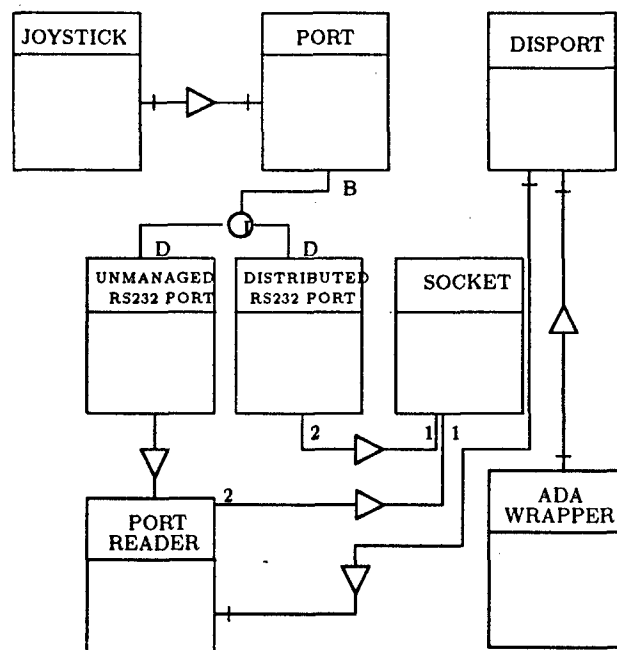 JOYSTICK
PORT
DISPORT
B
I
D
D
UNMANAGED
RS232 PORT
DISTRIBUTED
RS232 PORT
SOCKET
2
1
1
2
PORT
READER
ADA
WRAPPER